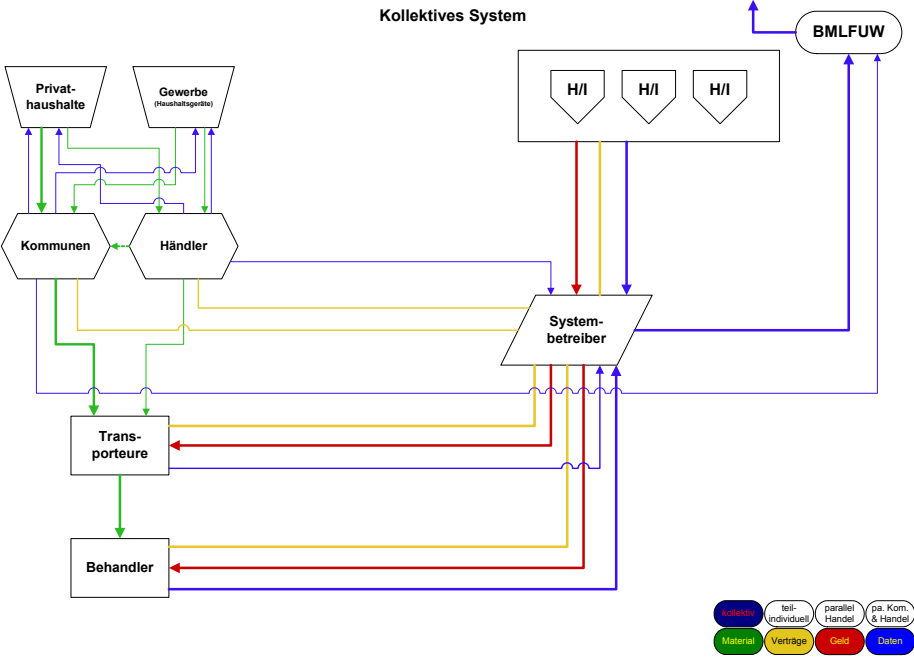 Kollektives System
BMLFUW
Privat-
haushalte
Gewerbe
(Haushaltsgeräte)
H/I
H/I
H/I
Kommunen
Händler
System-
betreiber
Trans-
porteure
Behandler
kollektiv
teil-
individuell
parallel
Handel
pa. Kom.
& Handel
Material
Verträge
Geld
Daten